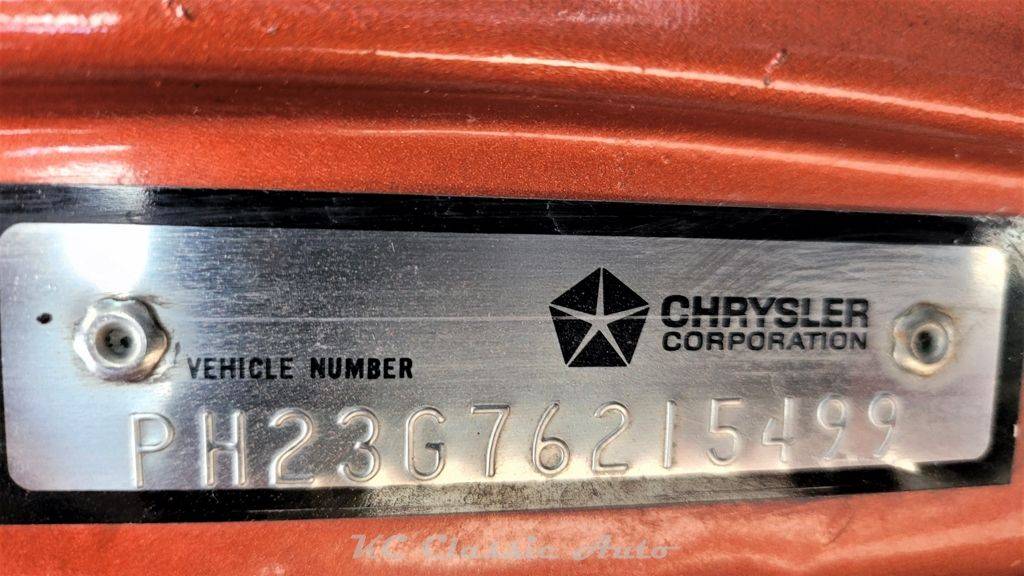 CHRYSLER
CORPORATION
VEHICLE NUMBER
PH23G76215499
KC Classic Auto